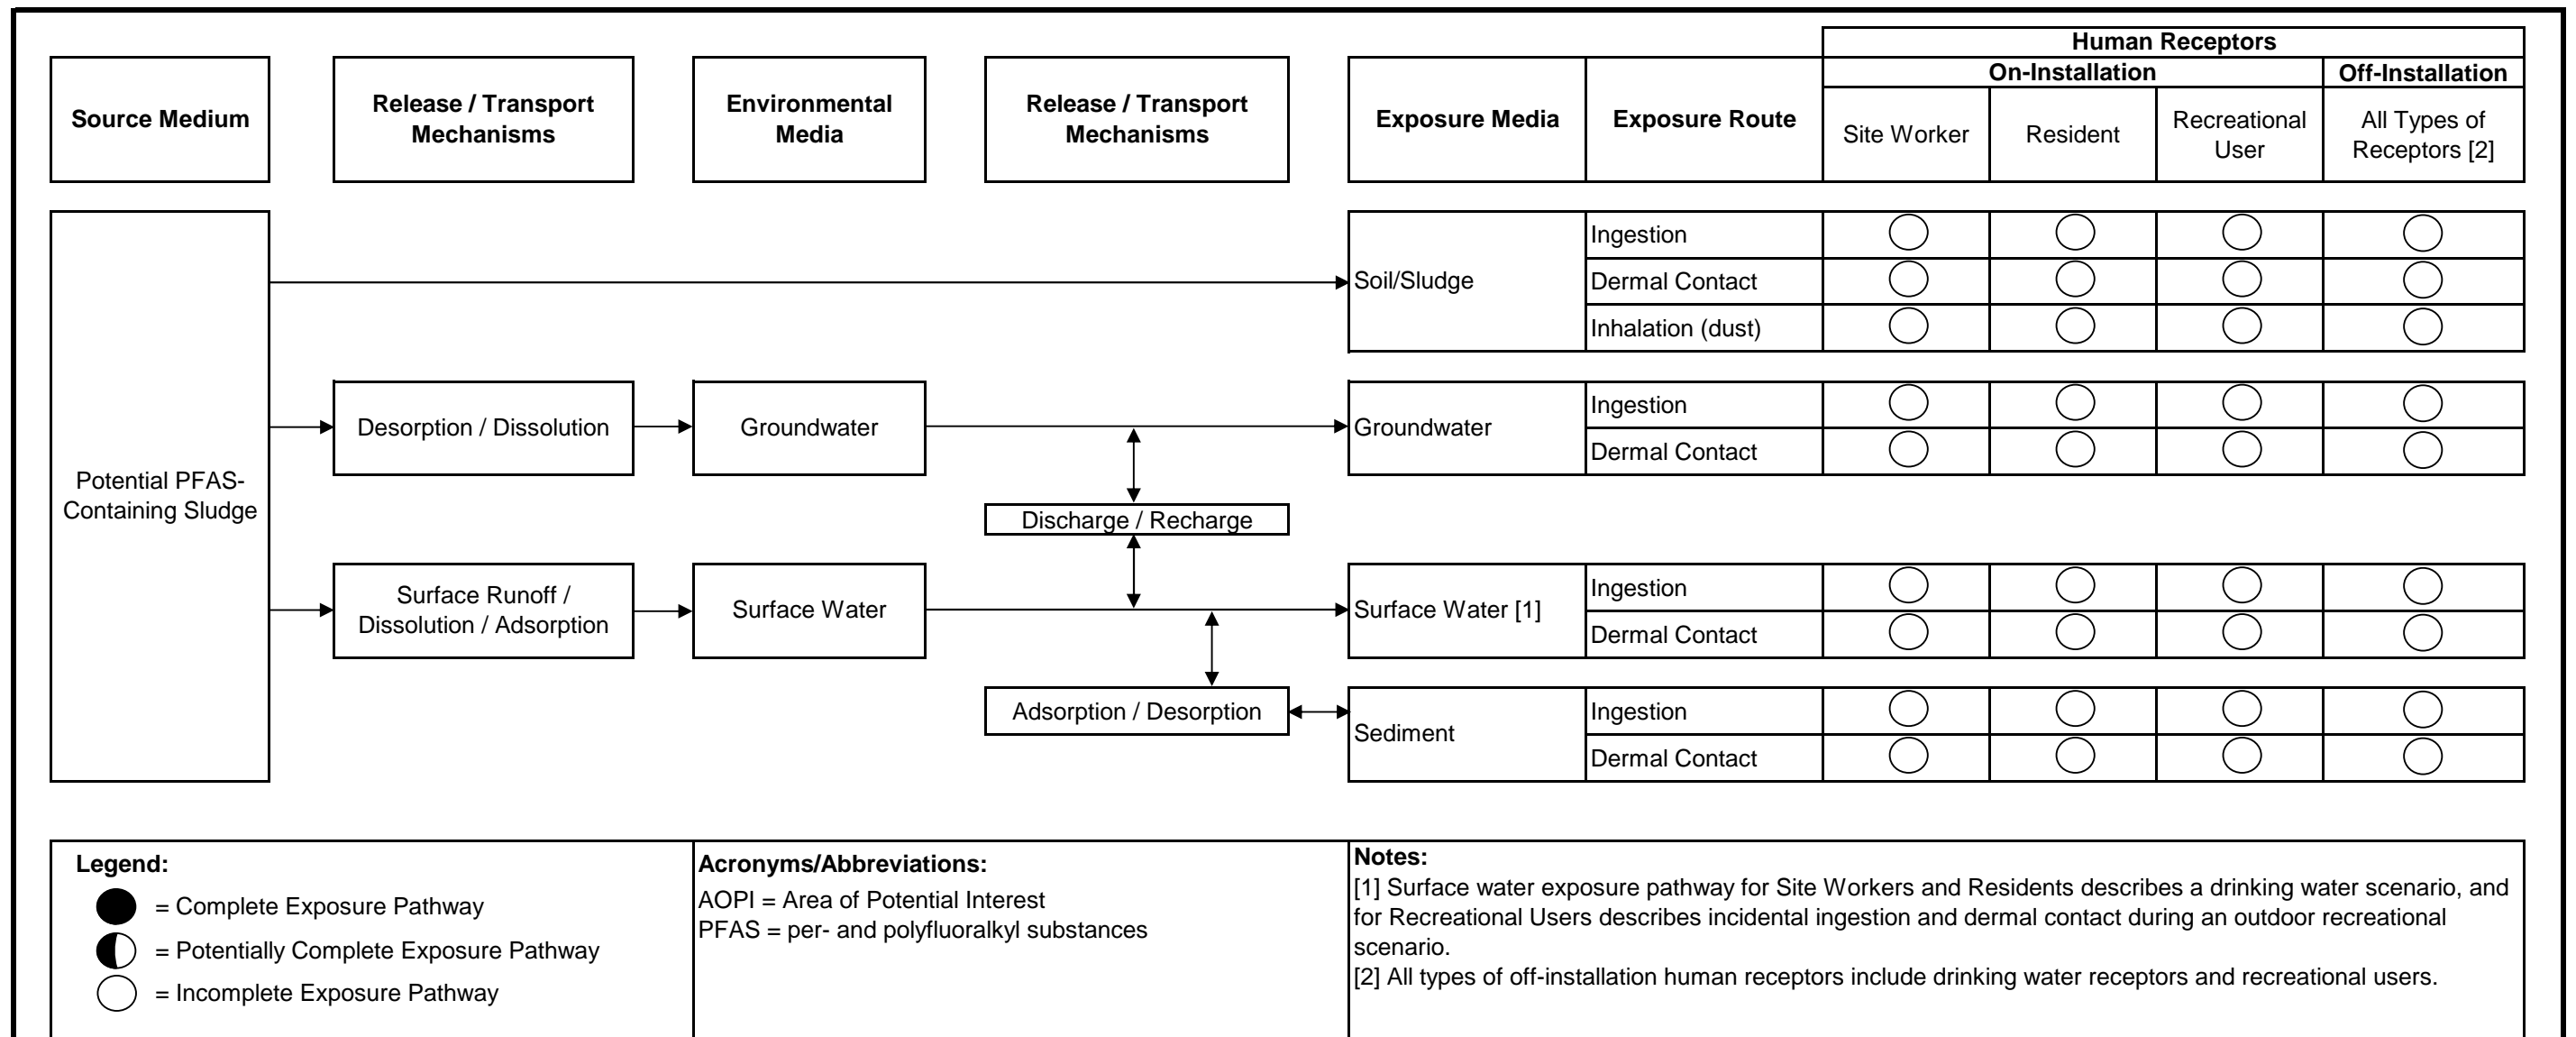 Human Receptors
On-Installation
Off-Installation
Source Medium
Release / Transport
Mechanisms
Environmental
Media
Release / Transport
Mechanisms
Exposure Media
Exposure Route
Site Worker
Resident
Recreational
User
All Types of
Receptors [2]
Potential PFAS-
Containing Sludge
Soil/Sludge
Ingestion
Dermal Contact
Inhalation (dust)
Desorption / Dissolution
Groundwater
Groundwater
Ingestion
Dermal Contact
Discharge / Recharge
Surface Runoff /
Dissolution / Adsorption
Surface Water
Surface Water [1]
Ingestion
Dermal Contact
Adsorption / Desorption
Sediment
Ingestion
Dermal Contact
Legend:
= Complete Exposure Pathway
= Potentially Complete Exposure Pathway
= Incomplete Exposure Pathway
Acronyms/Abbreviations:
AOPI = Area of Potential Interest
PFAS = per- and polyfluoralkyl substances
Notes:
[1] Surface water exposure pathway for Site Workers and Residents describes a drinking water scenario, and
for Recreational Users describes incidental ingestion and dermal contact during an outdoor recreational
scenario.
[2] All types of off-installation human receptors include drinking water receptors and recreational users.